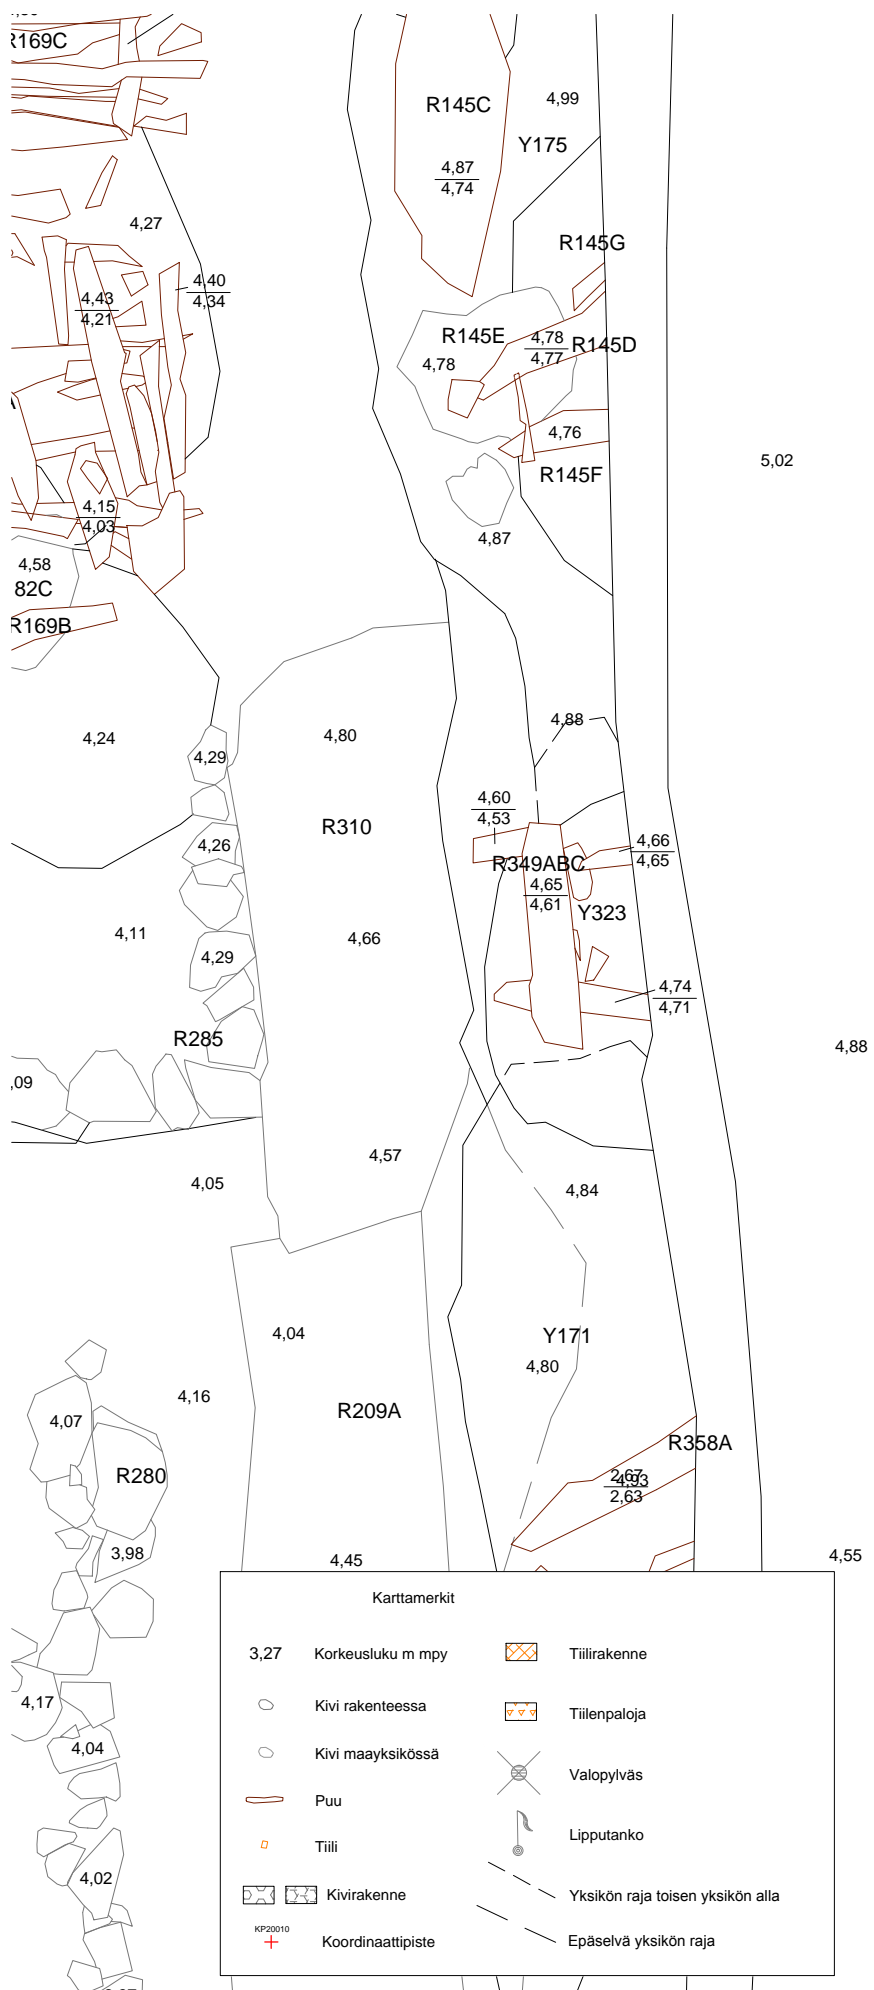 R169C
R145C
4,99
Y175
4,87
4,74
4,27
R145G
4,40
4,34
4,43
4,21
R145E
4,78
4,77
R145D
4,78
4,76
5,02
R145F
4,15
4,03
4,87
4,58
82C
R169B
4,88
4,24
4,80
4,29
4,60
4,53
R310
4,26
4,66
4,65
R349ABC
4,65
4,61
Y323
4,11
4,66
4,29
4,74
4,71
R285
4,88
,09
4,57
4,05
4,84
4,04
Y171
4,80
4,16
R209A
4,07
R358A
R280
2,67
4,93
2,63
3,98
4,45
4,55
Karttamerkit
3,27 Korkeusluku m mpy
Tiilirakenne
Kivi rakenteessa
4,17
Tiilenpaloja
4,04
Kivi maayksikössä
Valopylväs
Puu
Lipputanko
Tiili
4,02
Kivirakenne
Yksikön raja toisen yksikön alla
KP20010
Koordinaattipiste
Epäselvä yksikön raja